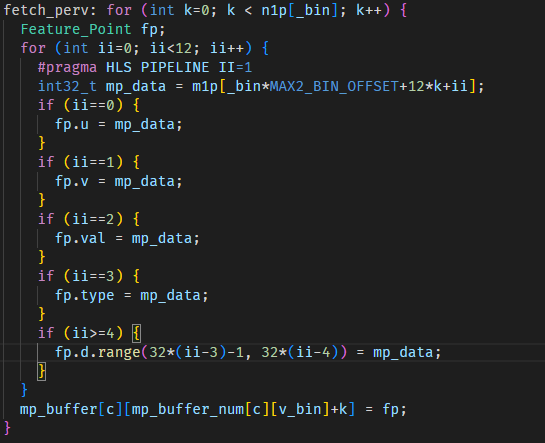 fetch_perv: for (int k=0; k < n1p[_bin]; k++) {
  Feature_Point fp;
  for (int ii=0; ii<12; ii++) {
    #pragma HLS PIPELINE II=1
    int32_t mp_data = m1p[_bin*MAX2_BIN_OFFSET+12*k+ii];
    if (ii==0) {
      fp.u = mp_data;
    }
    if (ii==1) {
      fp.v = mp_data;
    }
    if (ii==2) {
      fp.val = mp_data;
    }
    if (ii==3) {
      fp.type = mp_data;
    }
    if (ii>=4) {
      fp.d.range(32*(ii-3)-1, 32*(ii-4)) = mp_data;
    }
  }
  mp_buffer[c][mp_buffer_num[c][v_bin]+k] = fp;
}